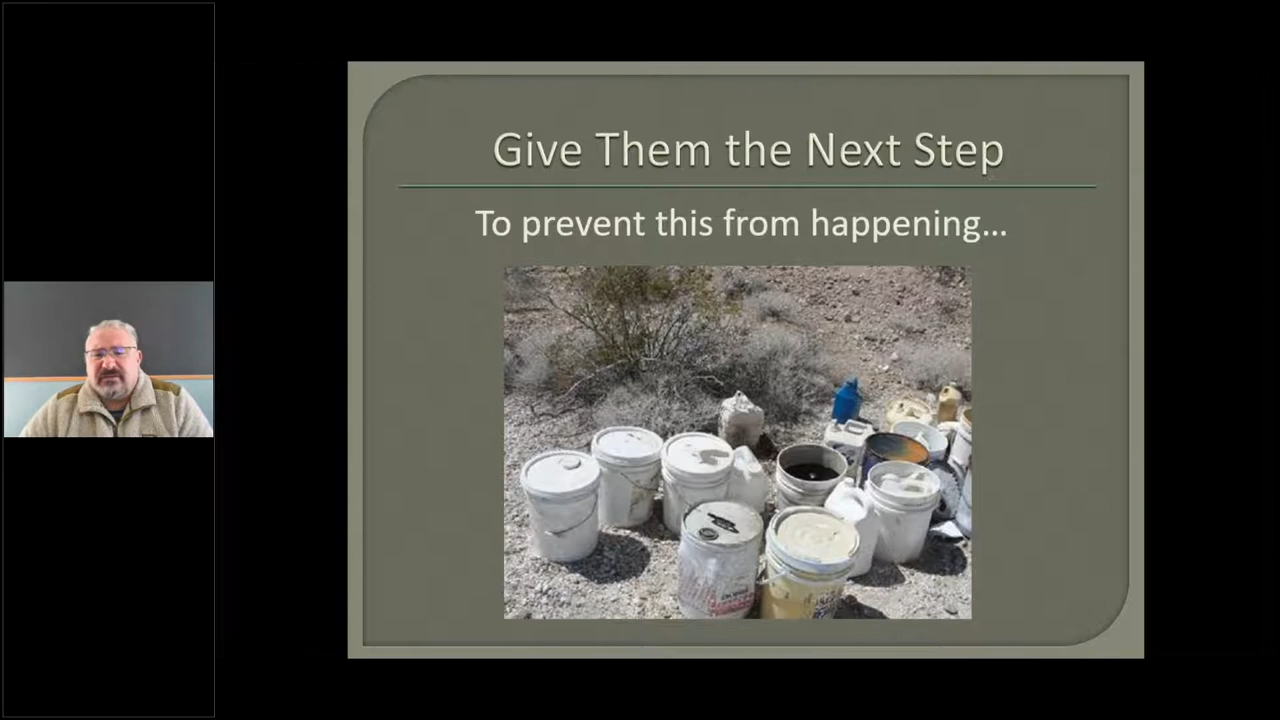 Give Them the Next Step
To prevent this from happening...